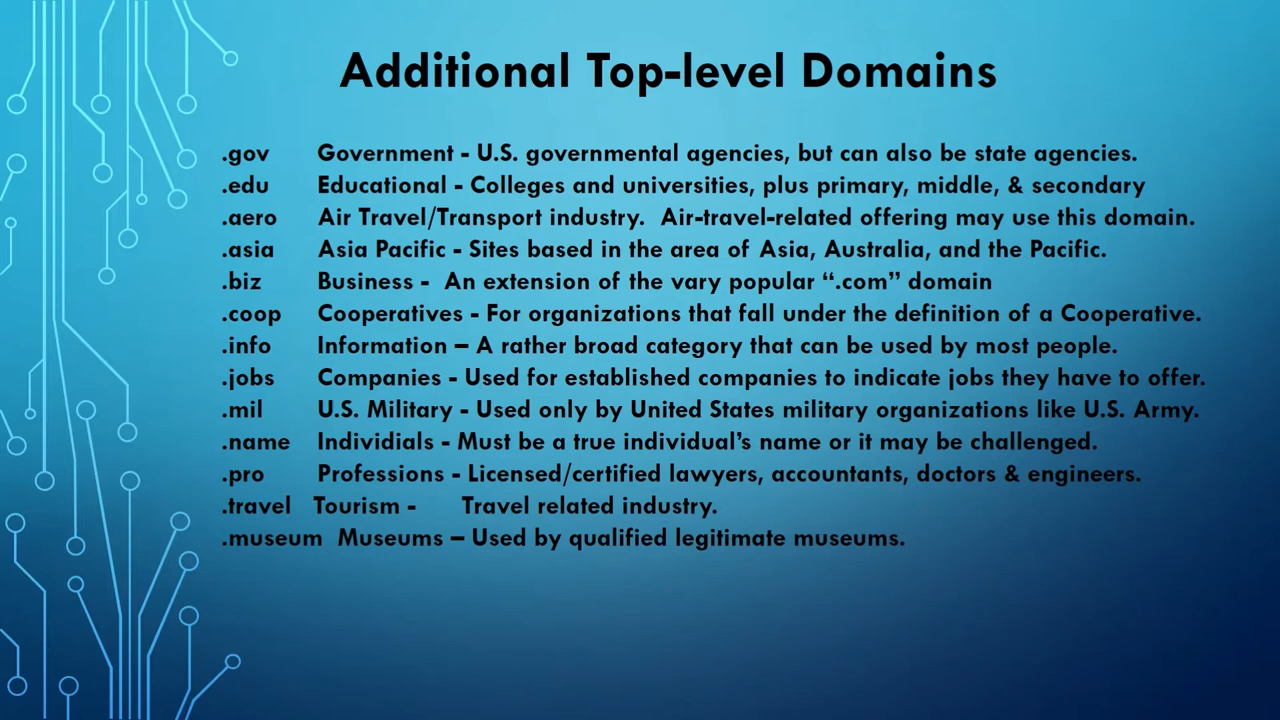 Additional Top-level Domains
.gov Government - U.S. governmental agencies, but can also be state agencies.
.edu Educational - Colleges and universities, plus primary, middle, & secondary
.aero Air Travel/Transport industry. Air-travel-related offering may use this domain.
.asia Asia Pacific - Sites based in the area of Asia, Australia, and the Pacific.
.biz Business - An extension of the vary popular “.com” domain
.coop Cooperatives - For organizations that fall under the definition of a Cooperative.
.info Information – A rather broad category that can be used by most people.
.jobs Companies - Used for established companies to indicate jobs they have to offer.
.mil U.S. Military - Used only by United States military organizations like U.S. Army.
.name Individials - Must be a true individual’s name or it may be challenged.
.pro Professions - Licensed/certified lawyers, accountants, doctors & engineers.
.travel Tourism - Travel related industry.
.museum Museums – Used by qualified legitimate museums.